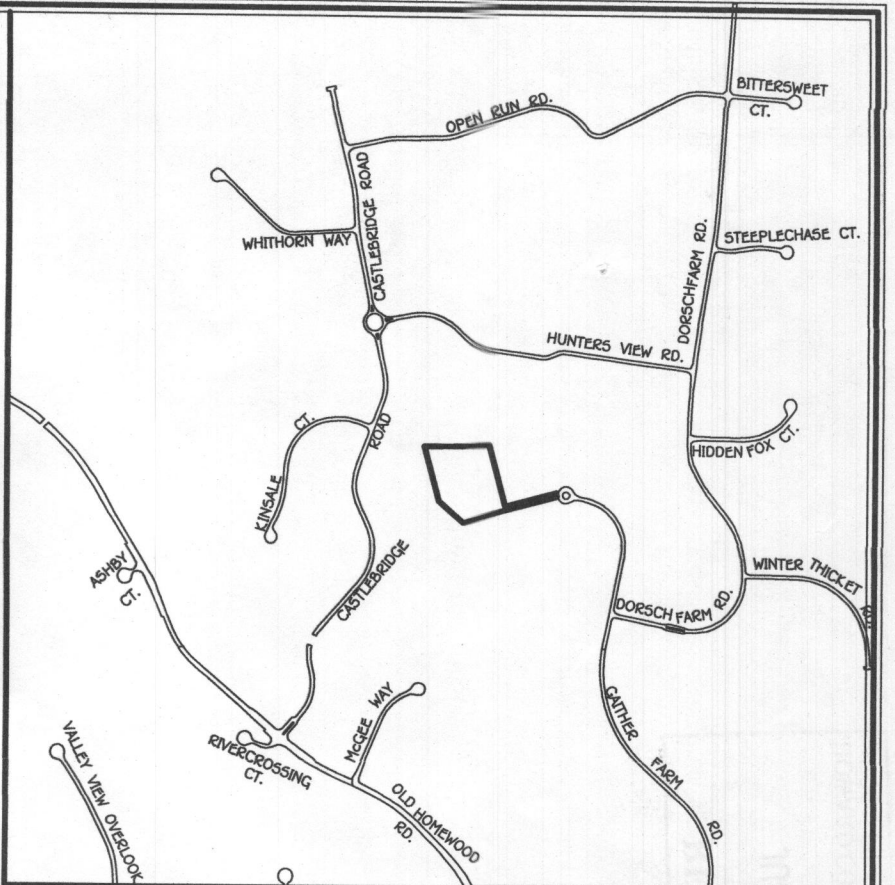 BITTERSWEET
CT.
OPEN RUN RD.
CASTLEBRIDGE ROAD
WHITHORN WAY
STEEPLECHASE CT.
DORSCHFARM RD.
HUNTERS VIEW RD.
KINSALE CT.
ROAD
CASTLEBRIDGE
HIDDEN FOX CT.
ASHBY
CT.
WINTER THICKET
DORSCH FARM RD.
GAITHER FARM RD.
McGEE WAY
RIVERCROSSING
CT.
VALLEY VIEW OVERLOOK
OLD HOMEWOOD
RD.